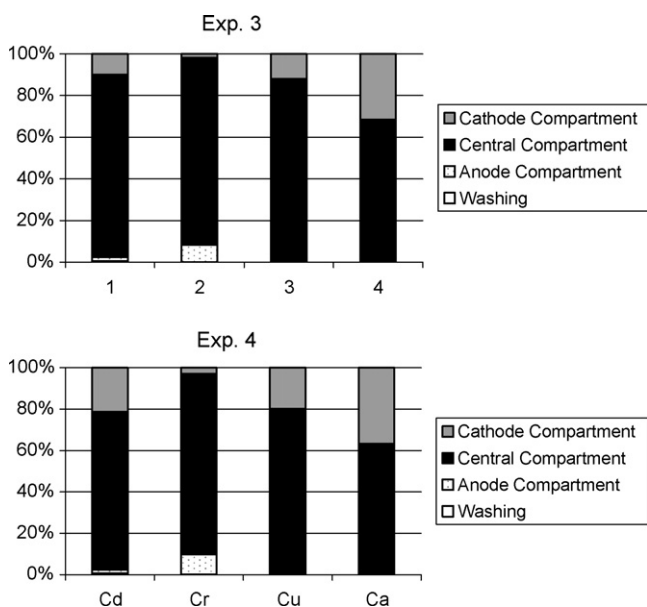 Exp. 3
100%
80%
60%
40%
20%
0%
1 2 3 4
Cathode Compartment
Central Compartment
Anode Compartment
Washing
Exp. 4
100%
80%
60%
40%
20%
0%
Cd Cr Cu Ca
Cathode Compartment
Central Compartment
Anode Compartment
Washing